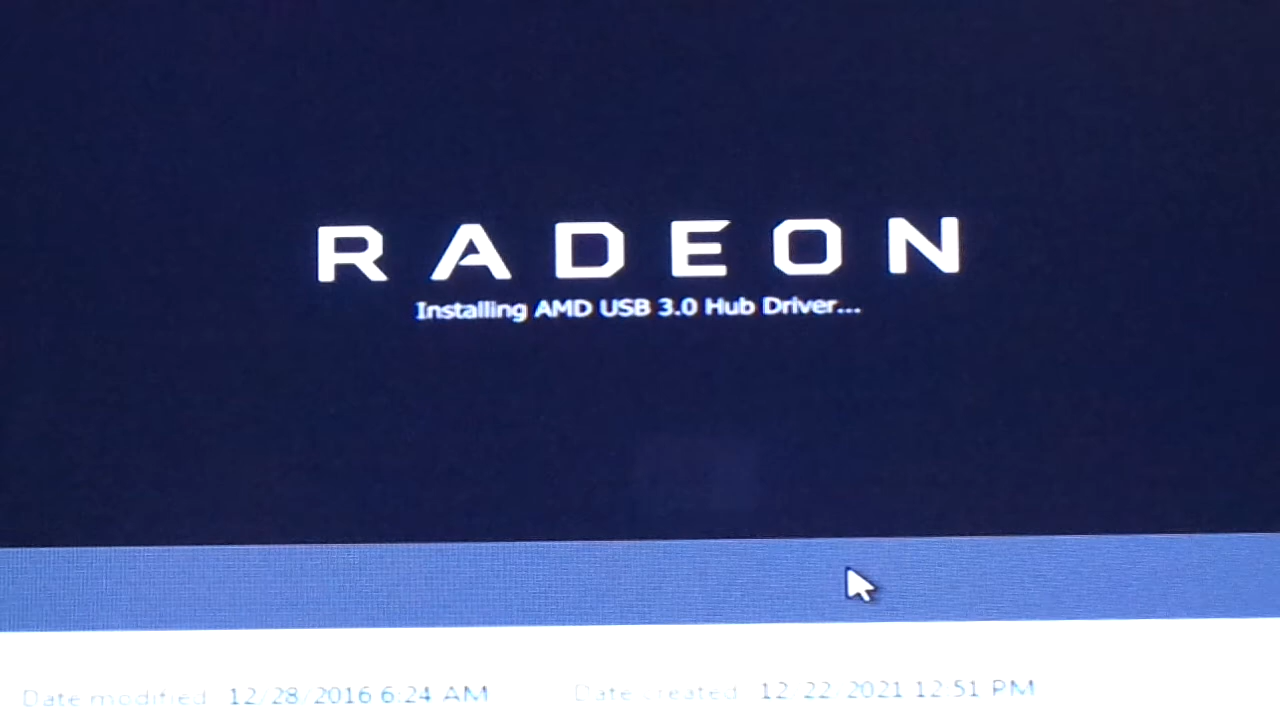 RADEON
Installing AMD USB 3.0 Hub Driver...
Date modified 12/28/2016 6:24 AM Date created 12/22/2021 12:51 PM